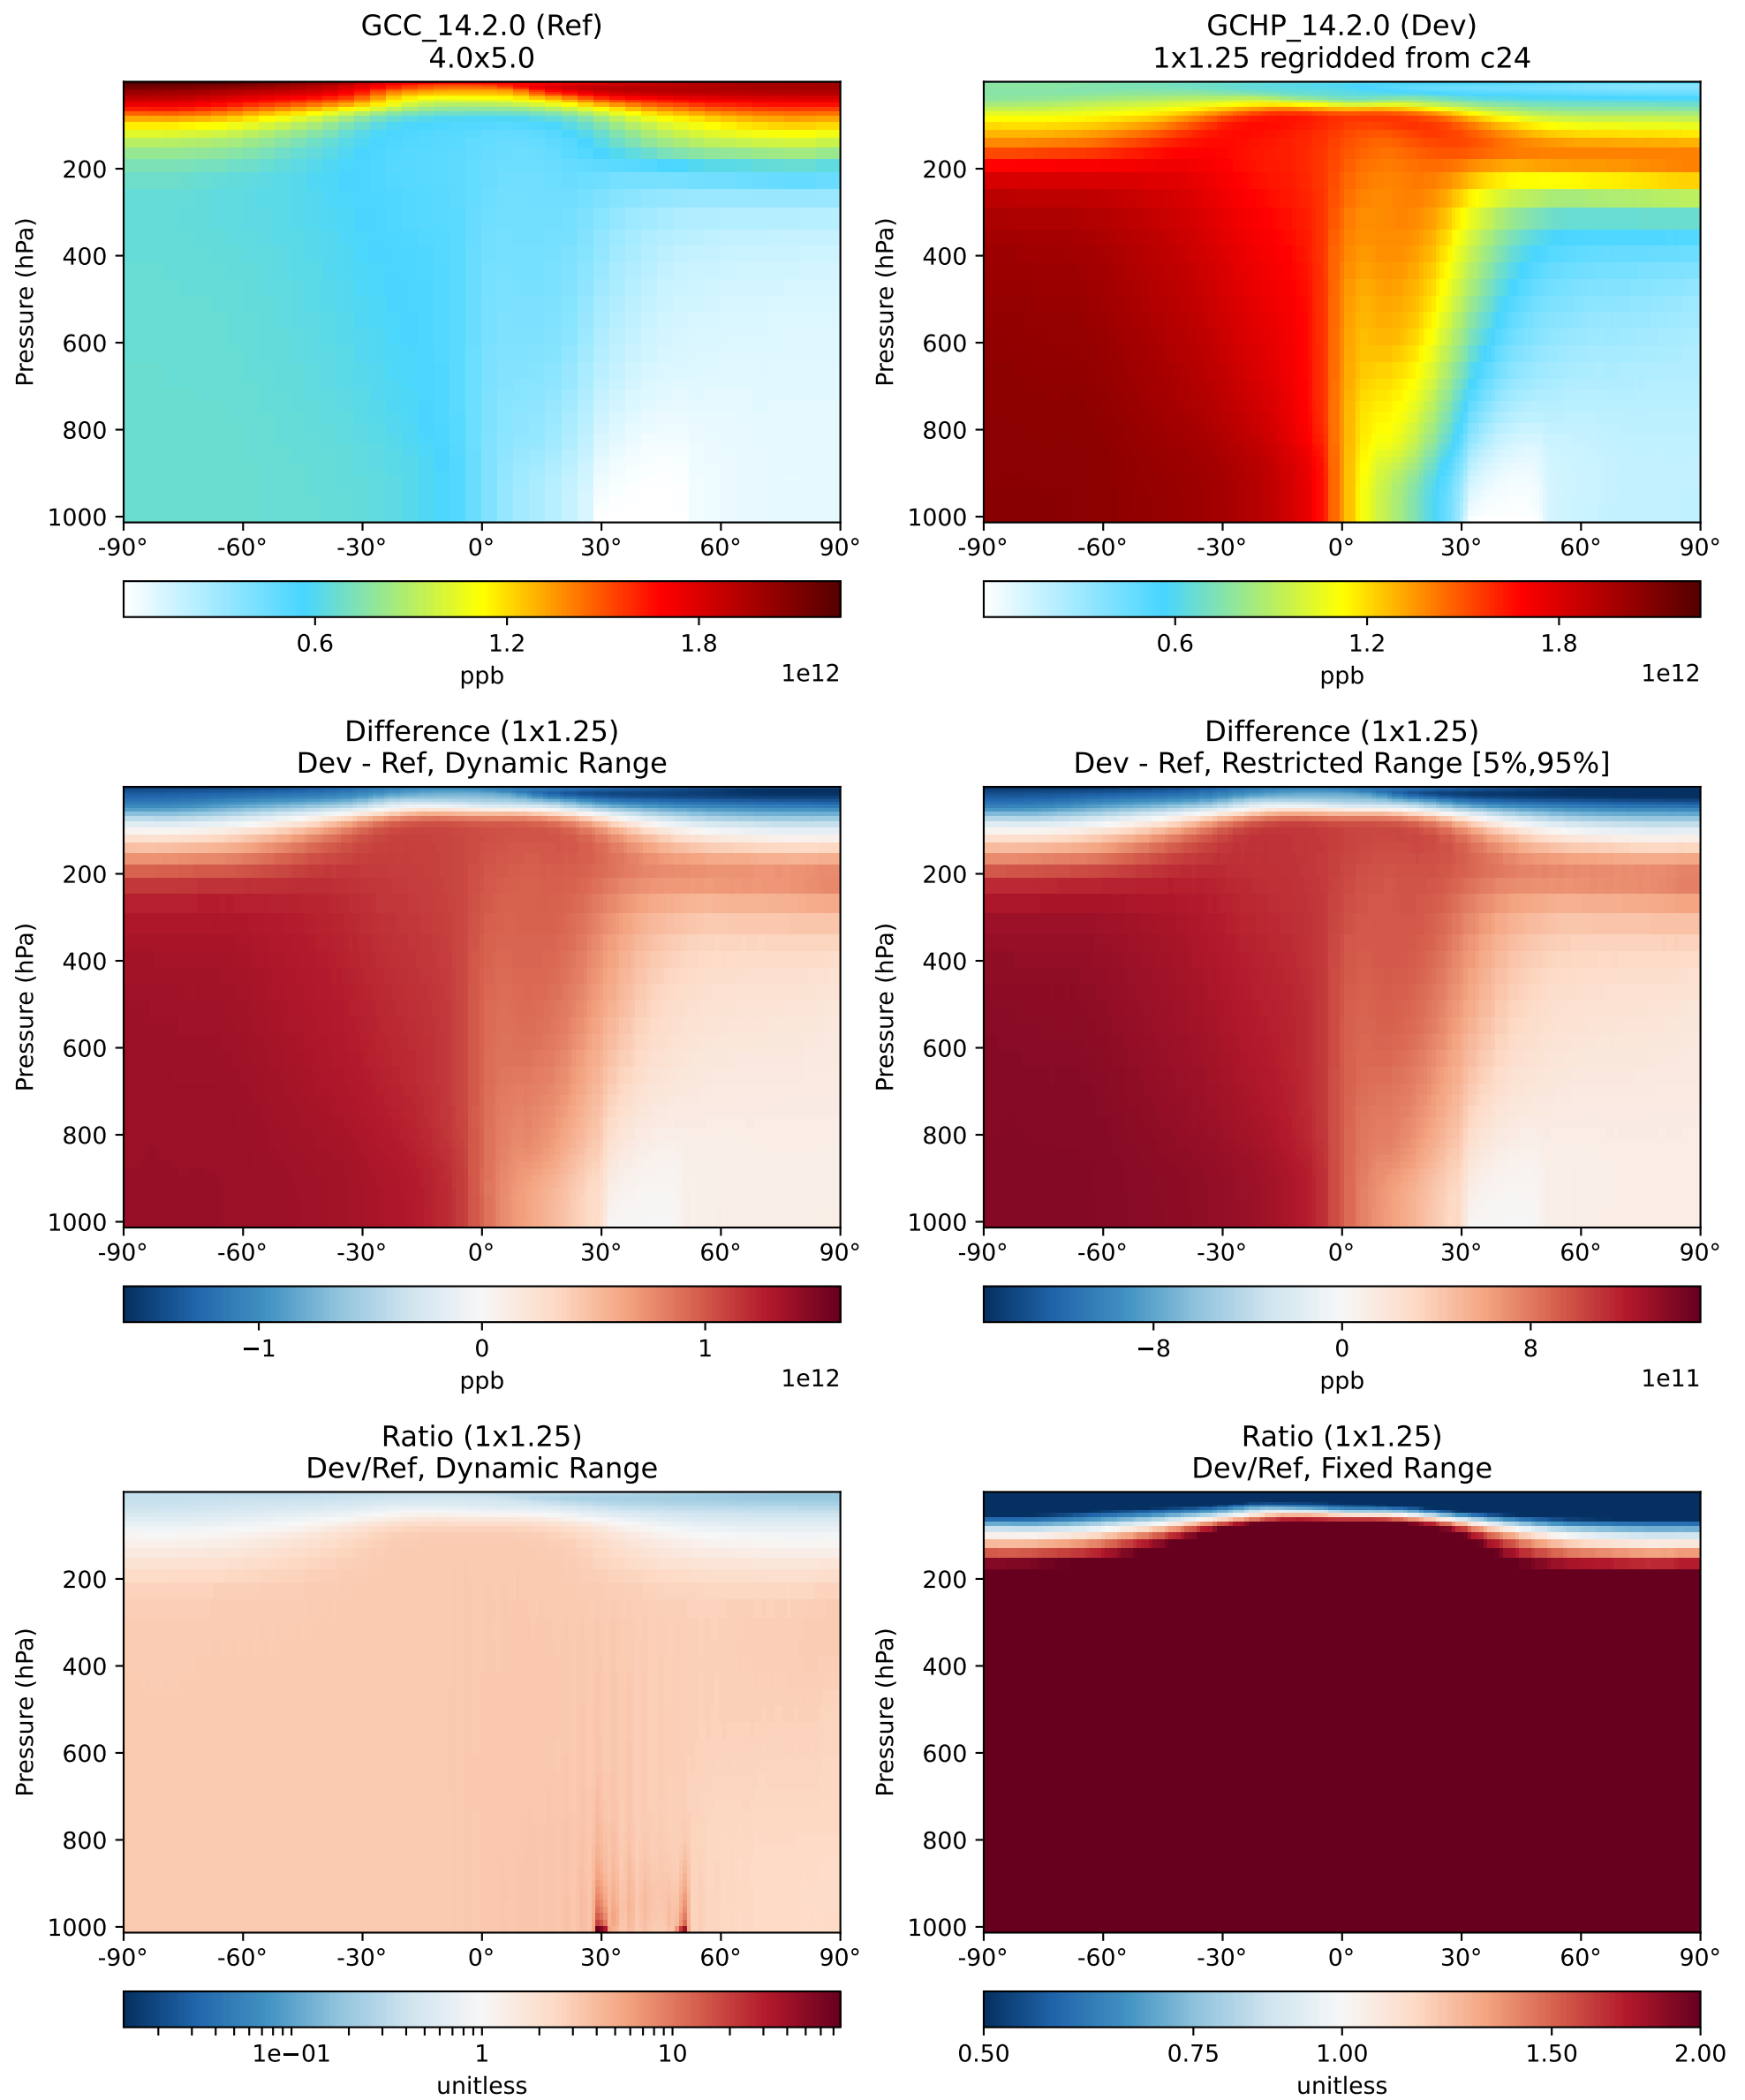 GCC_14.2.0 (Ref)
4.0x5.0
Pressure (hPa)
200
400
600
800
1000
-90° -60° -30° 0° 30° 60° 90°
0.6 1.2 1.8
ppb
1e12
GCHP_14.2.0 (Dev)
1x1.25 regridded from c24
Pressure (hPa)
200
400
600
800
1000
-90° -60° -30° 0° 30° 60° 90°
0.6 1.2 1.8
ppb
1e12
Difference (1x1.25)
Dev - Ref, Dynamic Range
Pressure (hPa)
200
400
600
800
1000
-90° -60° -30° 0° 30° 60° 90°
−1 0 1
ppb
1e12
Difference (1x1.25)
Dev - Ref, Restricted Range [5%,95%]
Pressure (hPa)
200
400
600
800
1000
-90° -60° -30° 0° 30° 60° 90°
−8 0 8
ppb
1e11
Ratio (1x1.25)
Dev/Ref, Dynamic Range
Pressure (hPa)
200
400
600
800
1000
-90° -60° -30° 0° 30° 60° 90°
1e−01 1 10
unitless
Ratio (1x1.25)
Dev/Ref, Fixed Range
Pressure (hPa)
200
400
600
800
1000
-90° -60° -30° 0° 30° 60° 90°
0.50 0.75 1.00 1.50 2.00
unitless